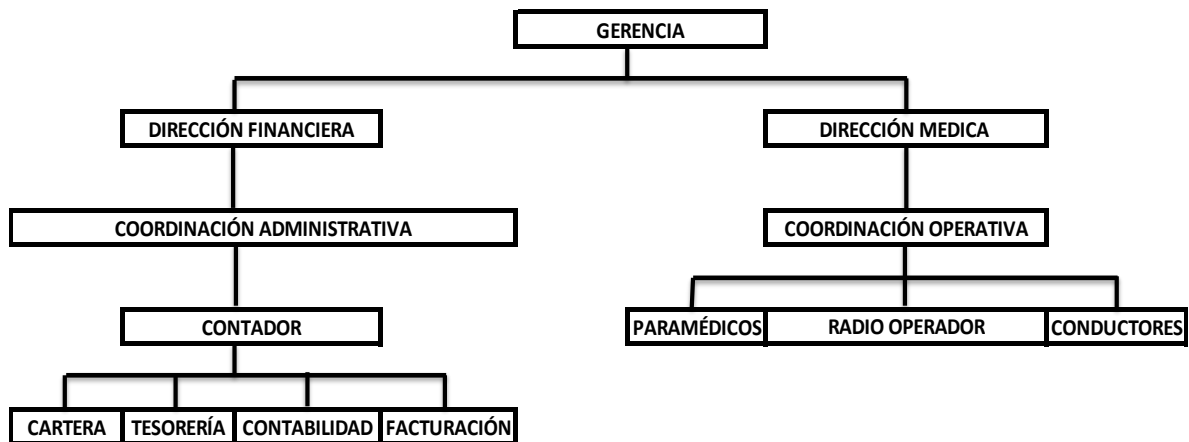 GERENCIA
DIRECCIÓN FINANCIERA
DIRECCIÓN MEDICA
COORDINACIÓN ADMINISTRATIVA
COORDINACIÓN OPERATIVA
CONTADOR
PARAMÉDICOS
RADIO OPERADOR
CONDUCTORES
CARTERA
TESORERÍA
CONTABILIDAD
FACTURACIÓN